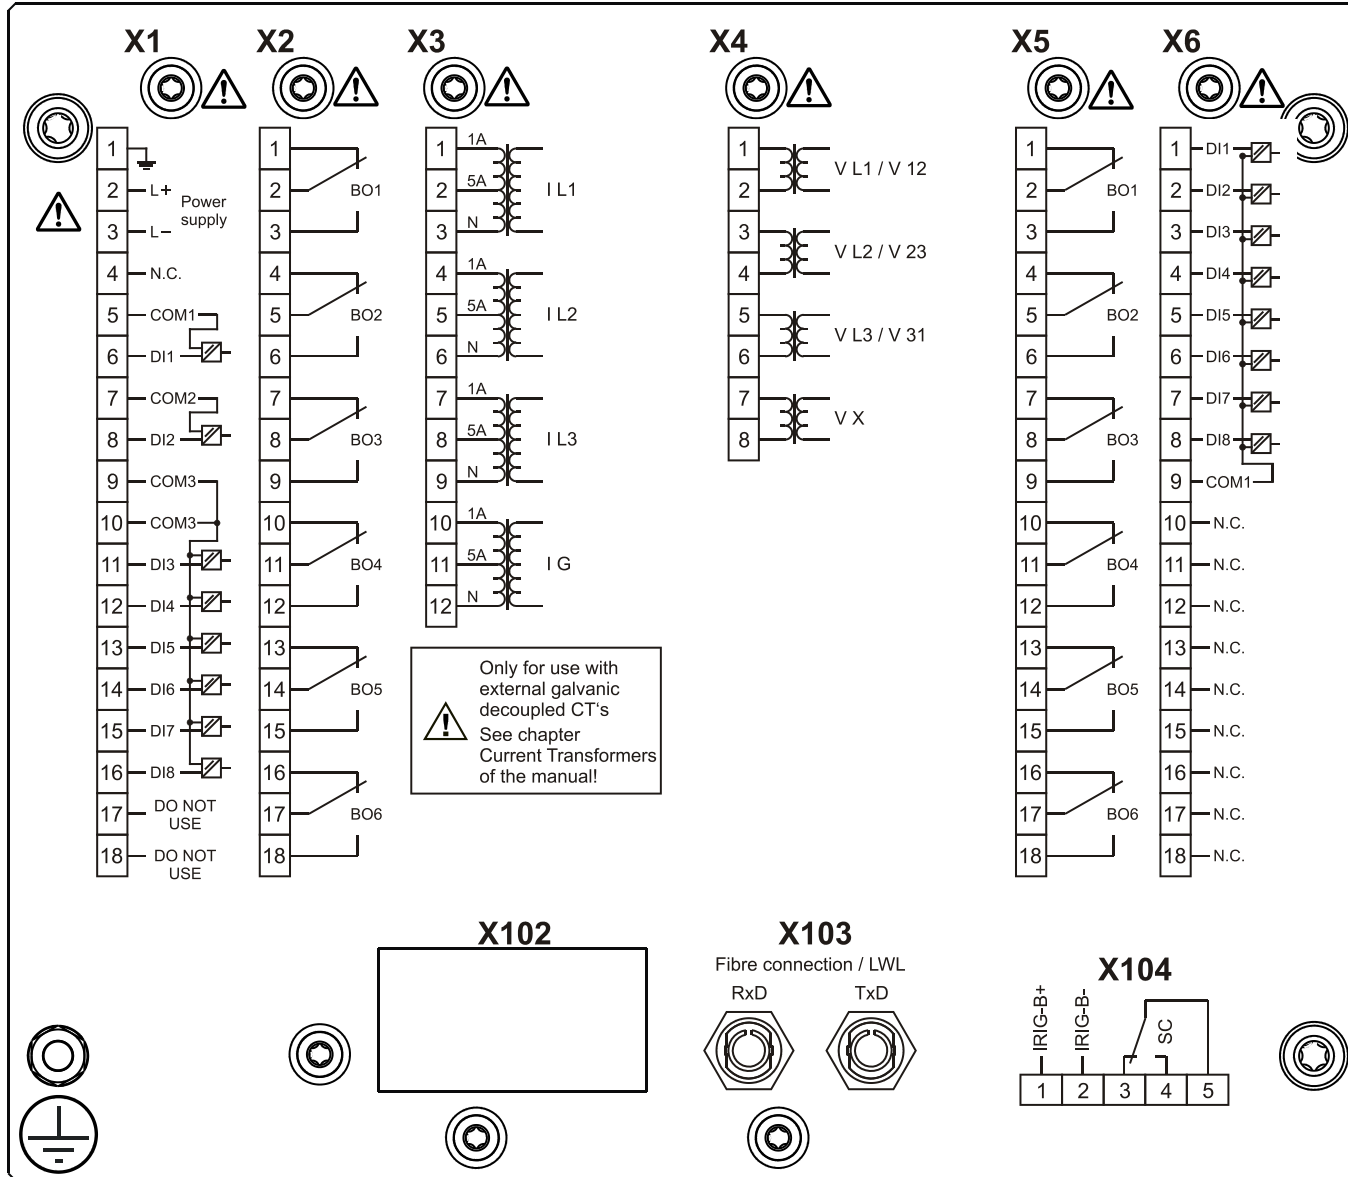 X1
1
2 L+
Power
supply
3 L−
4 N.C.
5 COM1
6 DI1
7 COM2
8 DI2
9 COM3
10 COM3
11 DI3
12 DI4
13 DI5
14 DI6
15 DI7
16 DI8
17 DO NOT
USE
18 DO NOT
USE
X2
1
2 BO1
3
4
5 BO2
6
7
8 BO3
9
10
11 BO4
12
13
14 BO5
15
16
17 BO6
18
X3
1 1A
2 5A I L1
3 N
4 1A
5 5A I L2
6 N
7 1A
8 5A I L3
9 N
10 1A
11 5A I G
12 N
!
Only for use with
external galvanic
decoupled CT‘s
See chapter
Current Transformers
of the manual!
X4
1
V L1 / V 12
2
3
V L2 / V 23
4
5
V L3 / V 31
6
7
V X
8
X5
1
2 BO1
3
4
5 BO2
6
7
8 BO3
9
10
11 BO4
12
13
14 BO5
15
16
17 BO6
18
X6
1 DI1
2 DI2
3 DI3
4 DI4
5 DI5
6 DI6
7 DI7
8 DI8
9 COM1
10 N.C.
11 N.C.
12 N.C.
13 N.C.
14 N.C.
15 N.C.
16 N.C.
17 N.C.
18 N.C.
X102
X103
Fibre connection / LWL
RxD TxD
X104
IRIG-B+
IRIG-B-
SC
1 2 3 4 5